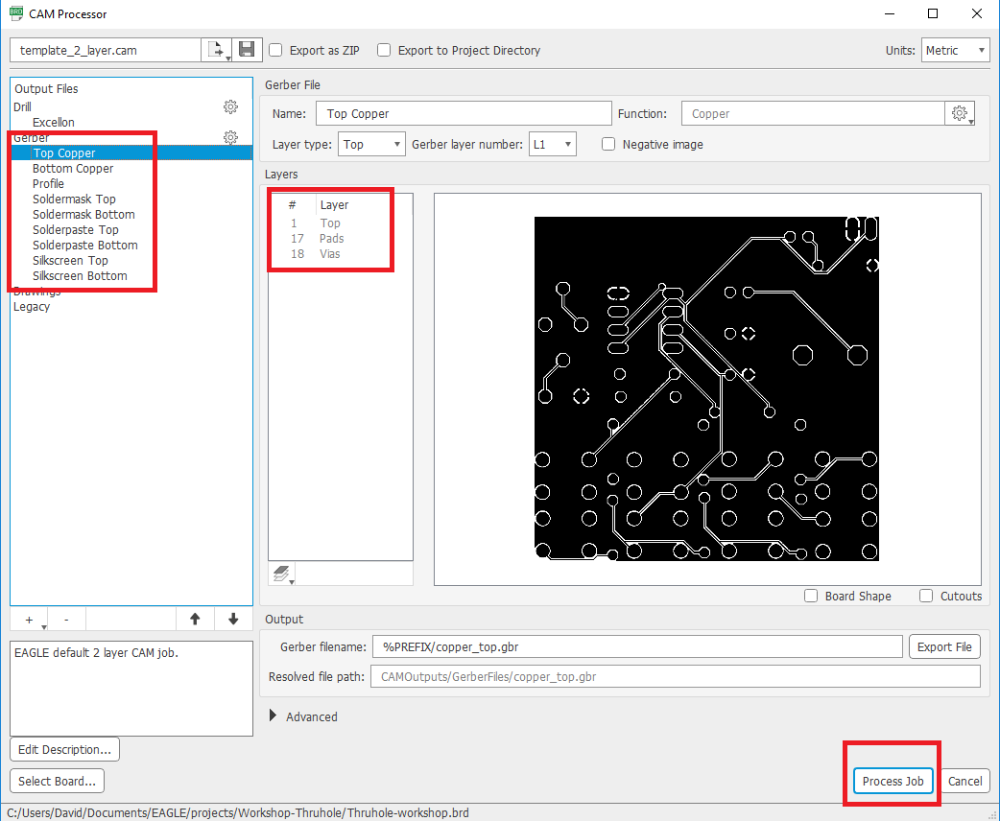 CAM Processor
template_2_layer.cam Export as ZIP Export to Project Directory Units: Metric
Output Files
Drill
Excellon
Gerber
Top Copper
Bottom Copper
Profile
Soldermask Top
Soldermask Bottom
Solderpaste Top
Solderpaste Bottom
Silkscreen Top
Silkscreen Bottom
Drawings
Legacy
+ -
EAGLE default 2 layer CAM job.
Edit Description...
Select Board...
Gerber File
Name: Top Copper Function: Copper
Layer type: Top Gerber layer number: L1 Negative image
Layers
# Layer
1 Top
17 Pads
18 Vias
Board Shape Cutouts
Output
Gerber filename: %PREFIX/copper_top.gbr Export File
Resolved file path: CAMOutputs/GerberFiles/copper_top.gbr
Advanced
Process Job Cancel
C:/Users/David/Documents/EAGLE/projects/Workshop-Thruhole/Thruhole-workshop.brd